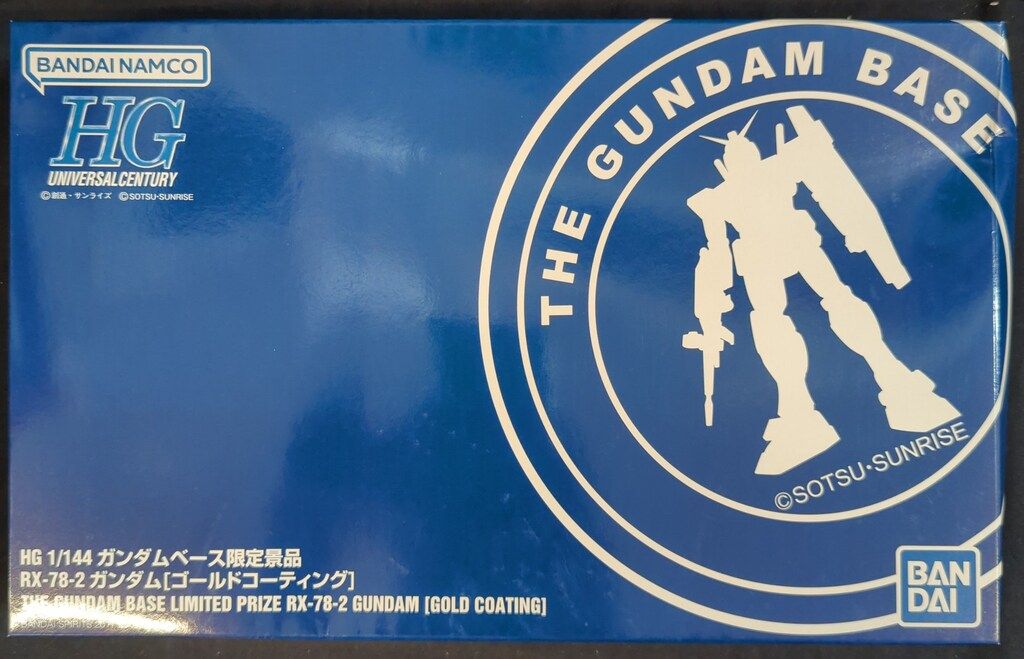 BANDAI NAMCO
HG
UNIVERSAL CENTURY
©創通・サンライズ ©SOTSU・SUNRISE
THE GUNDAM BASE
©SOTSU・SUNRISE
HG 1/144 ガンダムベース限定景品
RX-78-2 ガンダム[ゴールドコーティング]
THE GUNDAM BASE LIMITED PRIZE RX-78-2 GUNDAM [GOLD COATING]
BANDAI SPIRITS
BAN
DAI